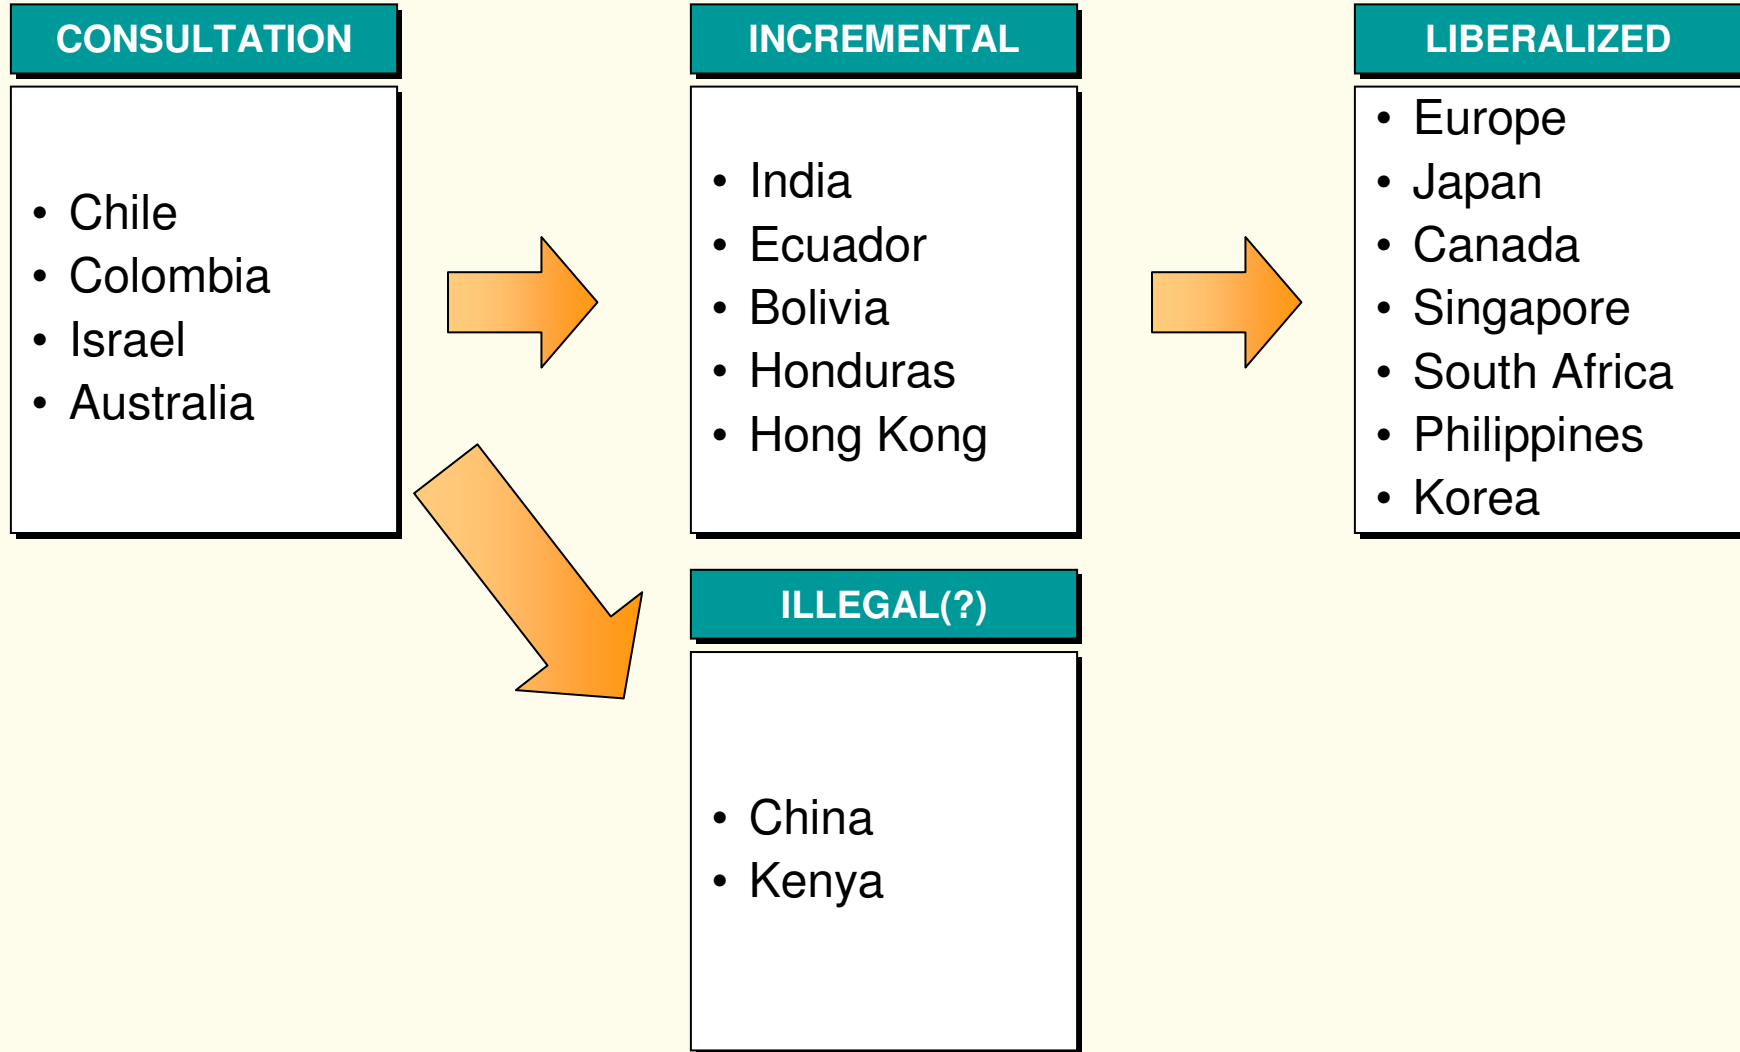 CONSULTATION
• Chile
• Colombia
• Israel
• Australia
INCREMENTAL
• India
• Ecuador
• Bolivia
• Honduras
• Hong Kong
LIBERALIZED
• Europe
• Japan
• Canada
• Singapore
• South Africa
• Philippines
• Korea
ILLEGAL(?)
• China
• Kenya